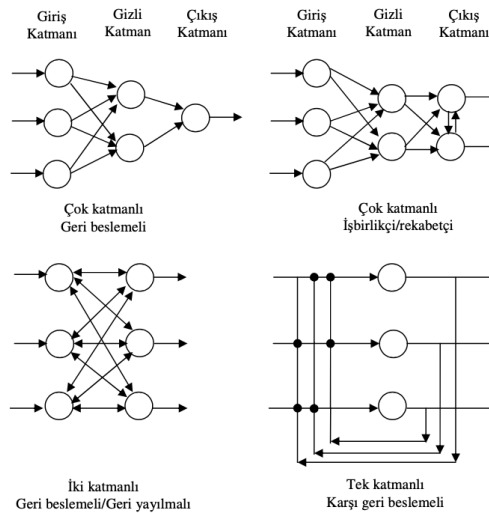 Giriş Katmanı
Gizli Katman
Çıkış Katmanı
Giriş Katmanı
Gizli Katman
Çıkış Katmanı
Çok katmanlı
Geri beslemeli
Çok katmanlı
İşbirlikçi/rekabetçi
İki katmanlı
Geri beslemeli/Geri yayılmalı
Tek katmanlı
Karşı geri beslemeli